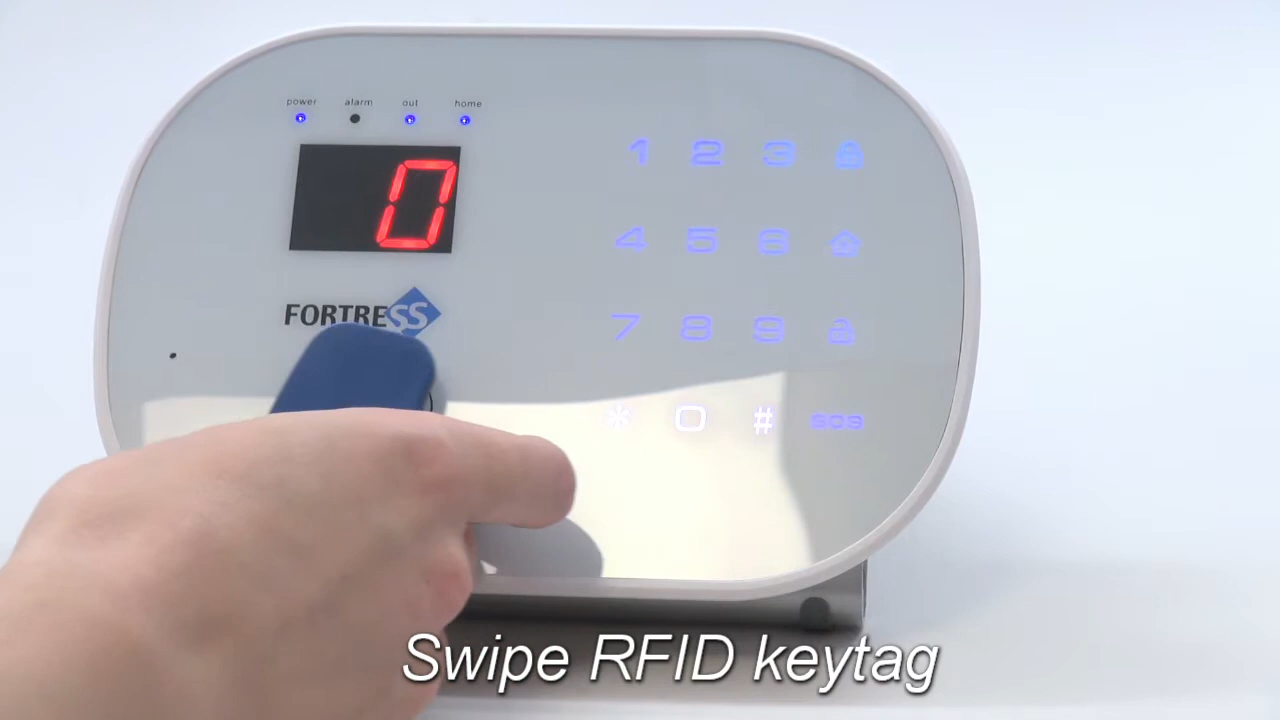 power alarm out home
0
1 2 3
4 5 6
FORTRESS
7 8 9
* 0 # SOS
Swipe RFID keytag